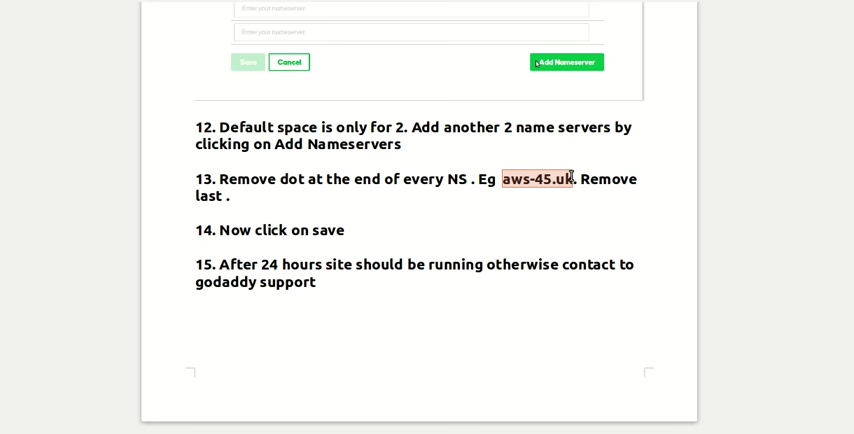 Enter your nameserver
Enter your nameserver
Save Cancel Add Nameserver
12. Default space is only for 2. Add another 2 name servers by
clicking on Add Nameservers
13. Remove dot at the end of every NS . Eg aws-45.uk. Remove
last .
14. Now click on save
15. After 24 hours site should be running otherwise contact to
godaddy support